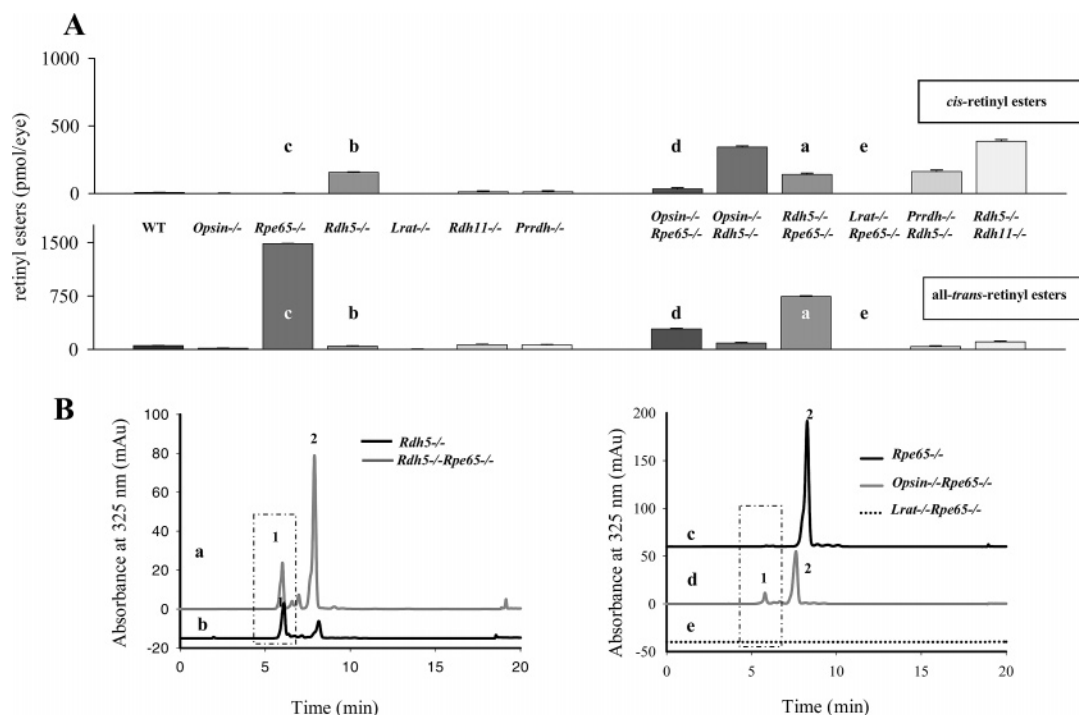 A
retinyl esters (pmol/eye)
1000
500
0
cis-retinyl esters
c
b
d
a
e
WT
Opsin-/-
Rpe65-/-
Rdh5-/-
Lrat-/-
Rdh11-/-
Prrdh-/-
Opsin-/-
Rpe65-/-
Opsin-/-
Rdh5-/-
Rdh5-/-
Rpe65-/-
Lrat-/-
Rpe65-/-
Prrdh-/-
Rdh5-/-
Rdh5-/-
Rdh11-/-
1500
750
0
all-trans-retinyl esters
c
b
d
a
e
B
Absorbance at 325 nm (mAu)
100
80
60
40
20
0
-20
2
Rdh5-/-
Rdh5-/-Rpe65-/-
1
a
1
b
0
5
10
15
20
Time (min)
Absorbance at 325 nm (mAu)
200
150
100
50
0
-50
2
Rpe65-/-
Opsin-/-Rpe65-/-
Lrat-/-Rpe65-/-
c
d
1
2
e
0
5
10
15
20
Time (min)